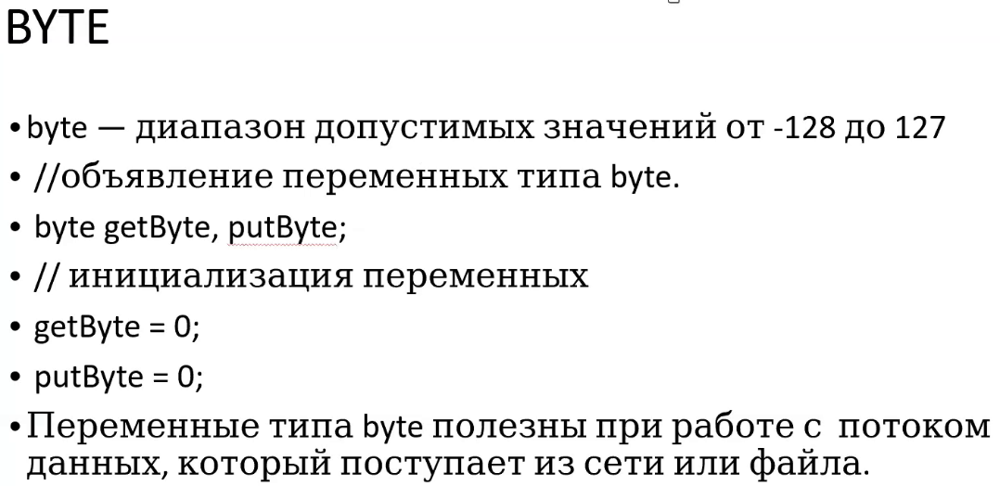 BYTE
•byte — диапазон допустимых значений от -128 до 127
• //объявление переменных типа byte.
• byte getByte, putByte;
• // инициализация переменных
• getByte = 0;
• putByte = 0;
•Переменные типа byte полезны при работе с  потоком
данных, который поступает из сети или файла.